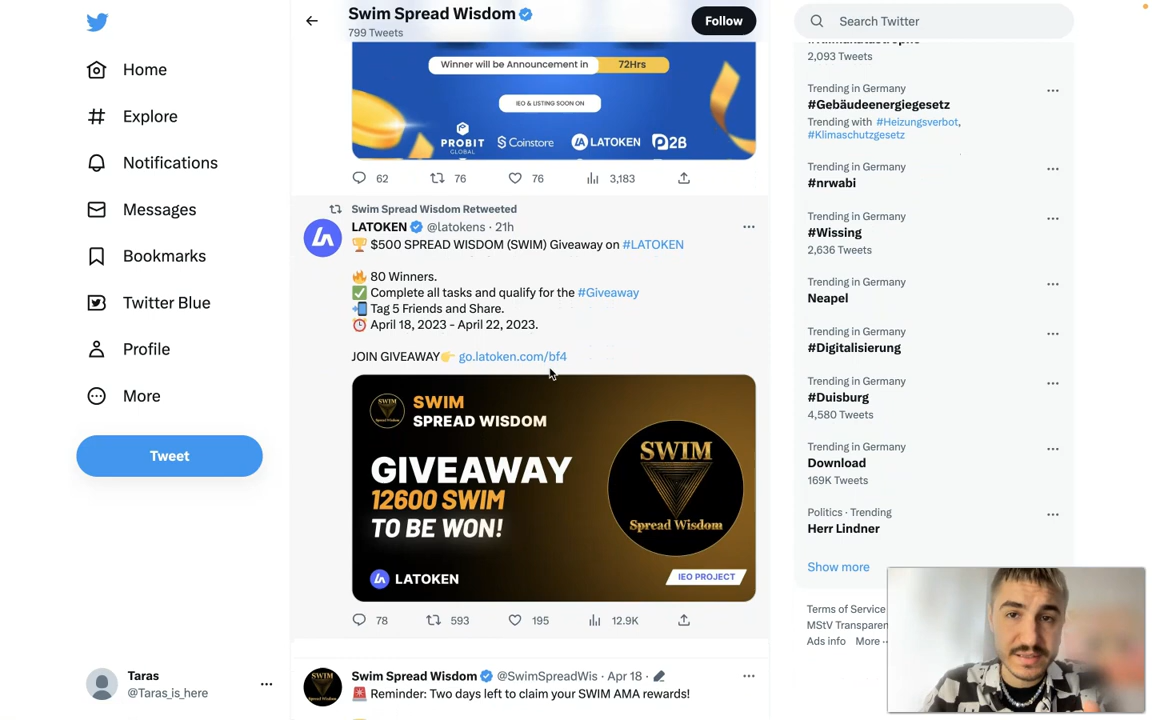 Home
Explore
Notifications
Messages
Bookmarks
Twitter Blue
Profile
More
Tweet
Taras
@Taras_is_here
Swim Spread Wisdom
799 Tweets
Follow
Winner will be Announcement in 72Hrs
IEO & LISTING SOON ON
PROBIT GLOBAL Coinstore LATOKEN P2B
62 76 76 3,183
Swim Spread Wisdom Retweeted
LATOKEN @latokens · 21h
🏆 $500 SPREAD WISDOM (SWIM) Giveaway on #LATOKEN
🔥 80 Winners.
✅ Complete all tasks and qualify for the #Giveaway
📲 Tag 5 Friends and Share.
⏰ April 18, 2023 - April 22, 2023.
JOIN GIVEAWAY👉 go.latoken.com/bf4
SWIM
SPREAD WISDOM
GIVEAWAY
12600 SWIM
TO BE WON!
LATOKEN
SWIM
Spread Wisdom
IEO PROJECT
78 593 195 12.9K
Swim Spread Wisdom @SwimSpreadWis · Apr 18 ·
🚨 Reminder: Two days left to claim your SWIM AMA rewards!
Search Twitter
2,093 Tweets
Trending in Germany
#Gebäudeenergiegesetz
Trending with #Heizungsverbot,
#Klimaschutzgesetz
Trending in Germany
#nrwabi
Trending in Germany
#Wissing
2,636 Tweets
Trending in Germany
Neapel
Trending in Germany
#Digitalisierung
Trending in Germany
#Duisburg
4,580 Tweets
Trending in Germany
Download
169K Tweets
Politics · Trending
Herr Lindner
Show more
Terms of Service
MStV Transparen
Ads info More